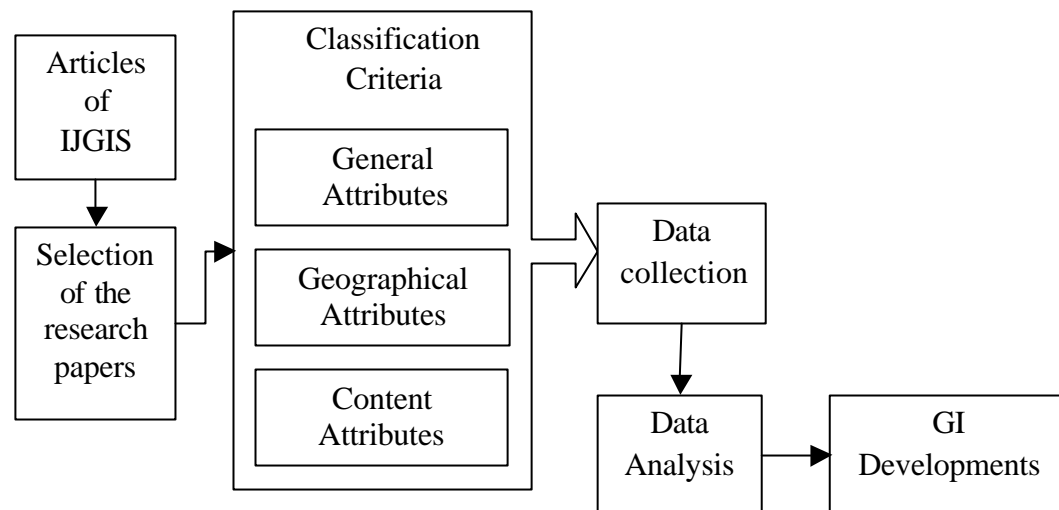 Articles
of
IJGIS
Selection
of the
research
papers
Classification
Criteria
General
Attributes
Geographical
Attributes
Content
Attributes
Data
collection
Data
Analysis
GI
Developments